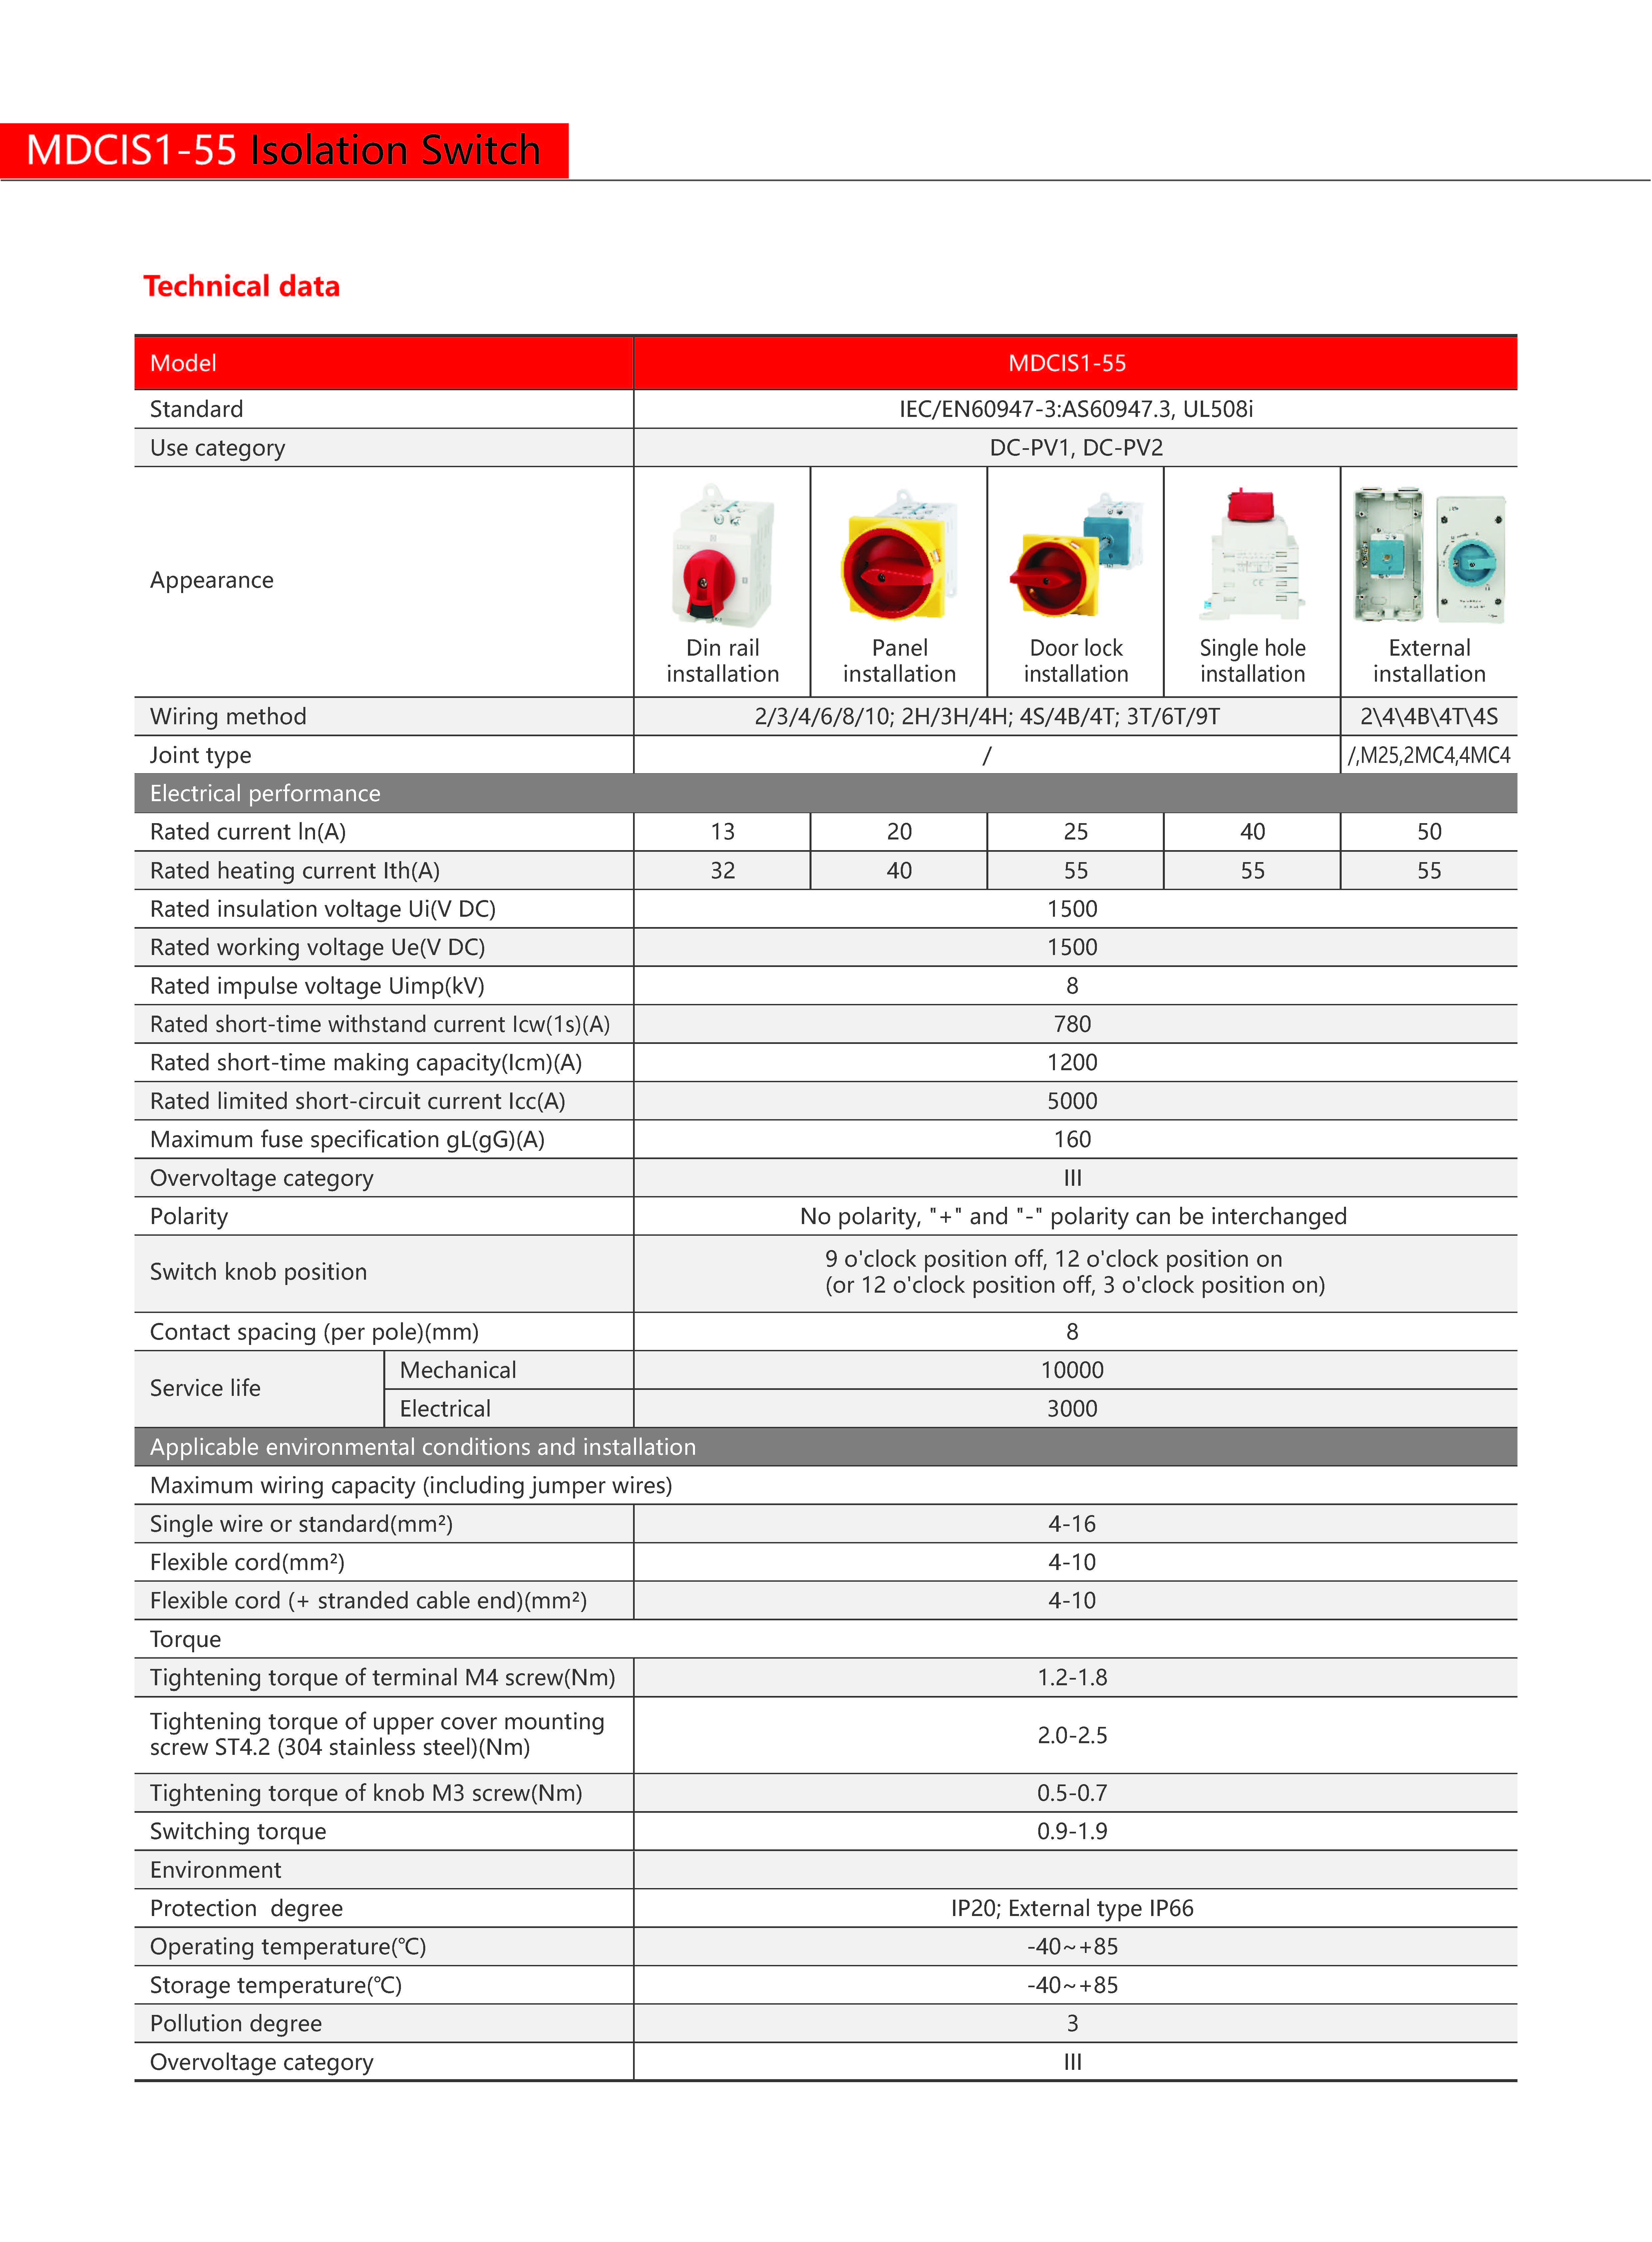 MDCIS1-55 Isolation Switch
Technical data
Model MDCIS1-55
Standard IEC/EN60947-3:AS60947.3, UL508i
Use category DC-PV1, DC-PV2
Appearance
Din rail installation
Panel installation
Door lock installation
Single hole installation
External installation
Wiring method 2/3/4/6/8/10; 2H/3H/4H; 4S/4B/4T; 3T/6T/9T 2\4\4B\4T\4S
Joint type / /,M25,2MC4,4MC4
Electrical performance
Rated current ln(A) 13 20 25 40 50
Rated heating current Ith(A) 32 40 55 55 55
Rated insulation voltage Ui(V DC) 1500
Rated working voltage Ue(V DC) 1500
Rated impulse voltage Uimp(kV) 8
Rated short-time withstand current Icw(1s)(A) 780
Rated short-time making capacity(Icm)(A) 1200
Rated limited short-circuit current Icc(A) 5000
Maximum fuse specification gL(gG)(A) 160
Overvoltage category III
Polarity No polarity, "+" and "-" polarity can be interchanged
Switch knob position 9 o'clock position off, 12 o'clock position on
(or 12 o'clock position off, 3 o'clock position on)
Contact spacing (per pole)(mm) 8
Service life Mechanical 10000
Electrical 3000
Applicable environmental conditions and installation
Maximum wiring capacity (including jumper wires)
Single wire or standard(mm²) 4-16
Flexible cord(mm²) 4-10
Flexible cord (+ stranded cable end)(mm²) 4-10
Torque
Tightening torque of terminal M4 screw(Nm) 1.2-1.8
Tightening torque of upper cover mounting
screw ST4.2 (304 stainless steel)(Nm) 2.0-2.5
Tightening torque of knob M3 screw(Nm) 0.5-0.7
Switching torque 0.9-1.9
Environment
Protection degree IP20; External type IP66
Operating temperature(℃) -40~+85
Storage temperature(℃) -40~+85
Pollution degree 3
Overvoltage category III